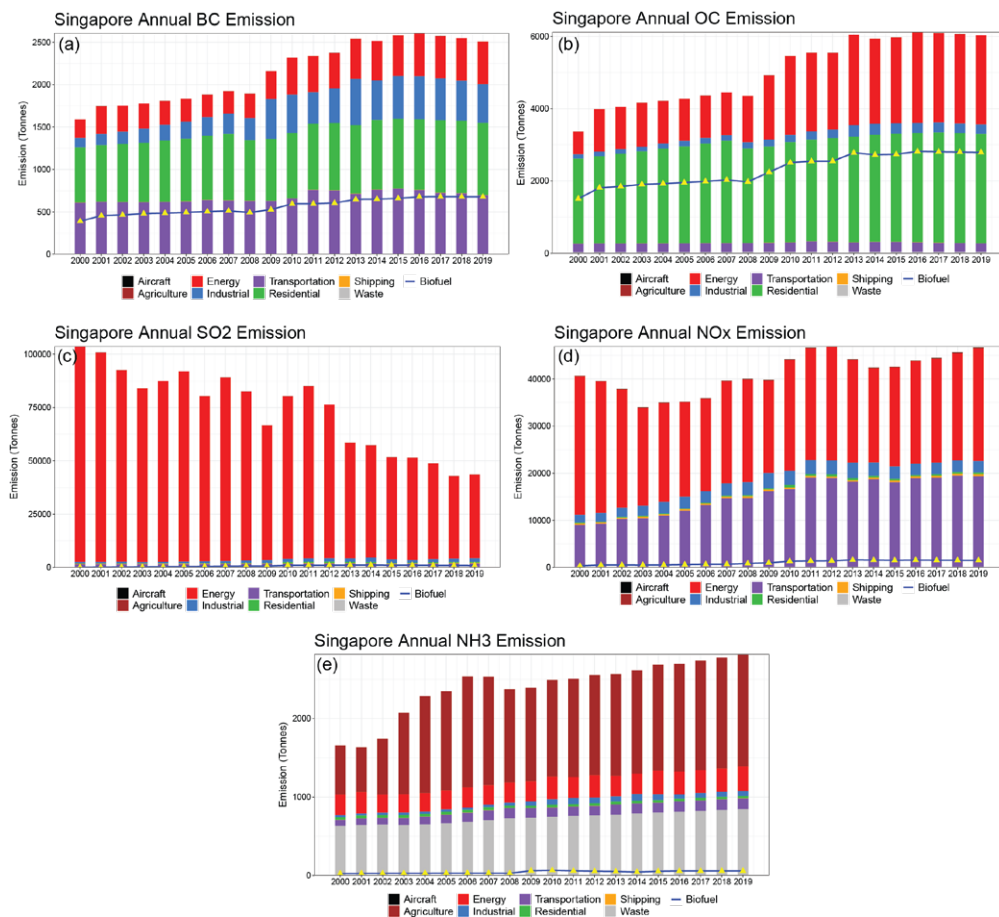 Singapore Annual BC Emission
(a)
Emission (Tonnes)
2500
2000
1500
1000
500
0
2000 2001 2002 2003 2004 2005 2006 2007 2008 2009 2010 2011 2012 2013 2014 2015 2016 2017 2018 2019
Aircraft Energy Transportation Shipping Biofuel
Agriculture Industrial Residential Waste
Singapore Annual OC Emission
(b)
Emission (Tonnes)
6000
4000
2000
0
2000 2001 2002 2003 2004 2005 2006 2007 2008 2009 2010 2011 2012 2013 2014 2015 2016 2017 2018 2019
Aircraft Energy Transportation Shipping Biofuel
Agriculture Industrial Residential Waste
Singapore Annual SO2 Emission
(c)
Emission (Tonnes)
100000
75000
50000
25000
0
2000 2001 2002 2003 2004 2005 2006 2007 2008 2009 2010 2011 2012 2013 2014 2015 2016 2017 2018 2019
Aircraft Energy Transportation Shipping Biofuel
Agriculture Industrial Residential Waste
Singapore Annual NOx Emission
(d)
Emission (Tonnes)
40000
30000
20000
10000
0
2000 2001 2002 2003 2004 2005 2006 2007 2008 2009 2010 2011 2012 2013 2014 2015 2016 2017 2018 2019
Aircraft Energy Transportation Shipping Biofuel
Agriculture Industrial Residential Waste
Singapore Annual NH3 Emission
(e)
Emission (Tonnes)
2000
1000
0
2000 2001 2002 2003 2004 2005 2006 2007 2008 2009 2010 2011 2012 2013 2014 2015 2016 2017 2018 2019
Aircraft Energy Transportation Shipping Biofuel
Agriculture Industrial Residential Waste